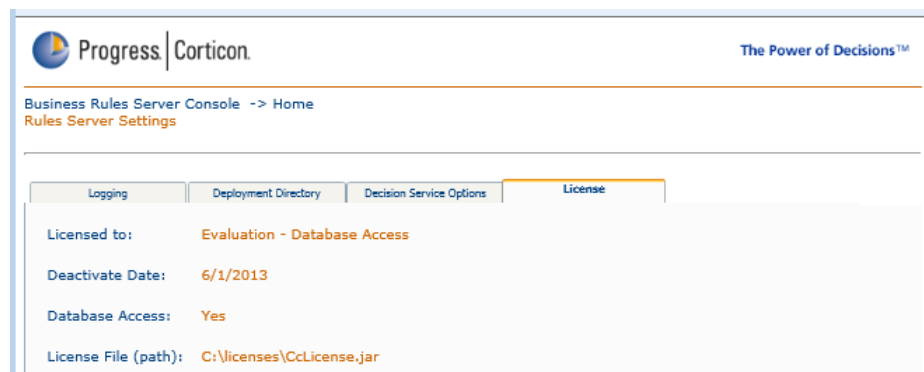 Progress | Corticon.
The Power of Decisions™
Business Rules Server Console -> Home
Rules Server Settings
Logging Deployment Directory Decision Service Options License
Licensed to: Evaluation - Database Access
Deactivate Date: 6/1/2013
Database Access: Yes
License File (path): C:\licenses\CcLicense.jar